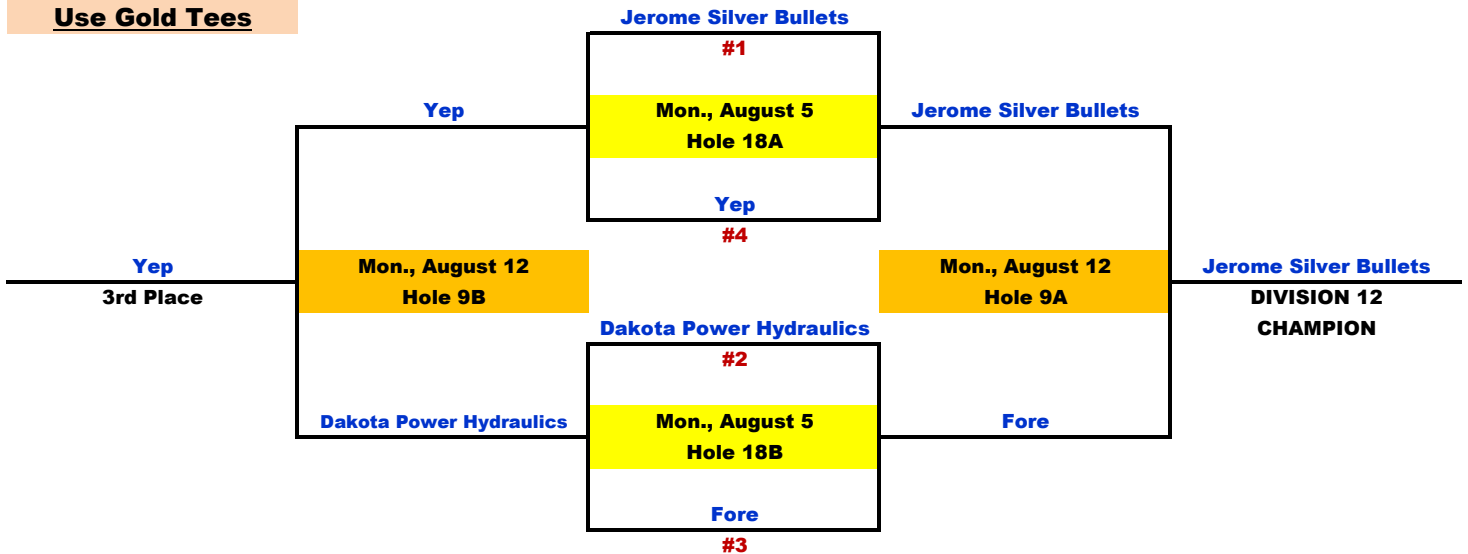 Use Gold Tees
Jerome Silver Bullets
#1
Yep
Mon., August 5
Hole 18A
Jerome Silver Bullets
Yep
#4
Yep
3rd Place
Mon., August 12
Hole 9B
Mon., August 12
Hole 9A
Jerome Silver Bullets
DIVISION 12
CHAMPION
Dakota Power Hydraulics
#2
Dakota Power Hydraulics
Mon., August 5
Hole 18B
Fore
Fore
#3